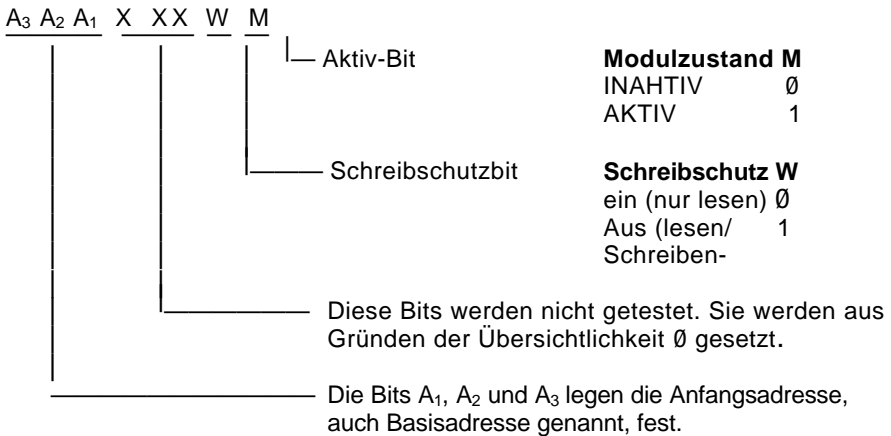 A₃ A₂ A₁ X XX W M
Aktiv-Bit
Modulzustand M
INAHTIV Ø
AKTIV 1
Schreibschutzbit
Schreibschutz W
ein (nur lesen) Ø
Aus (lesen/ 1
Schreiben-
Diese Bits werden nicht getestet. Sie werden aus
Gründen der Übersichtlichkeit Ø gesetzt.
Die Bits A₁, A₂ und A₃ legen die Anfangsadresse,
auch Basisadresse genannt, fest.